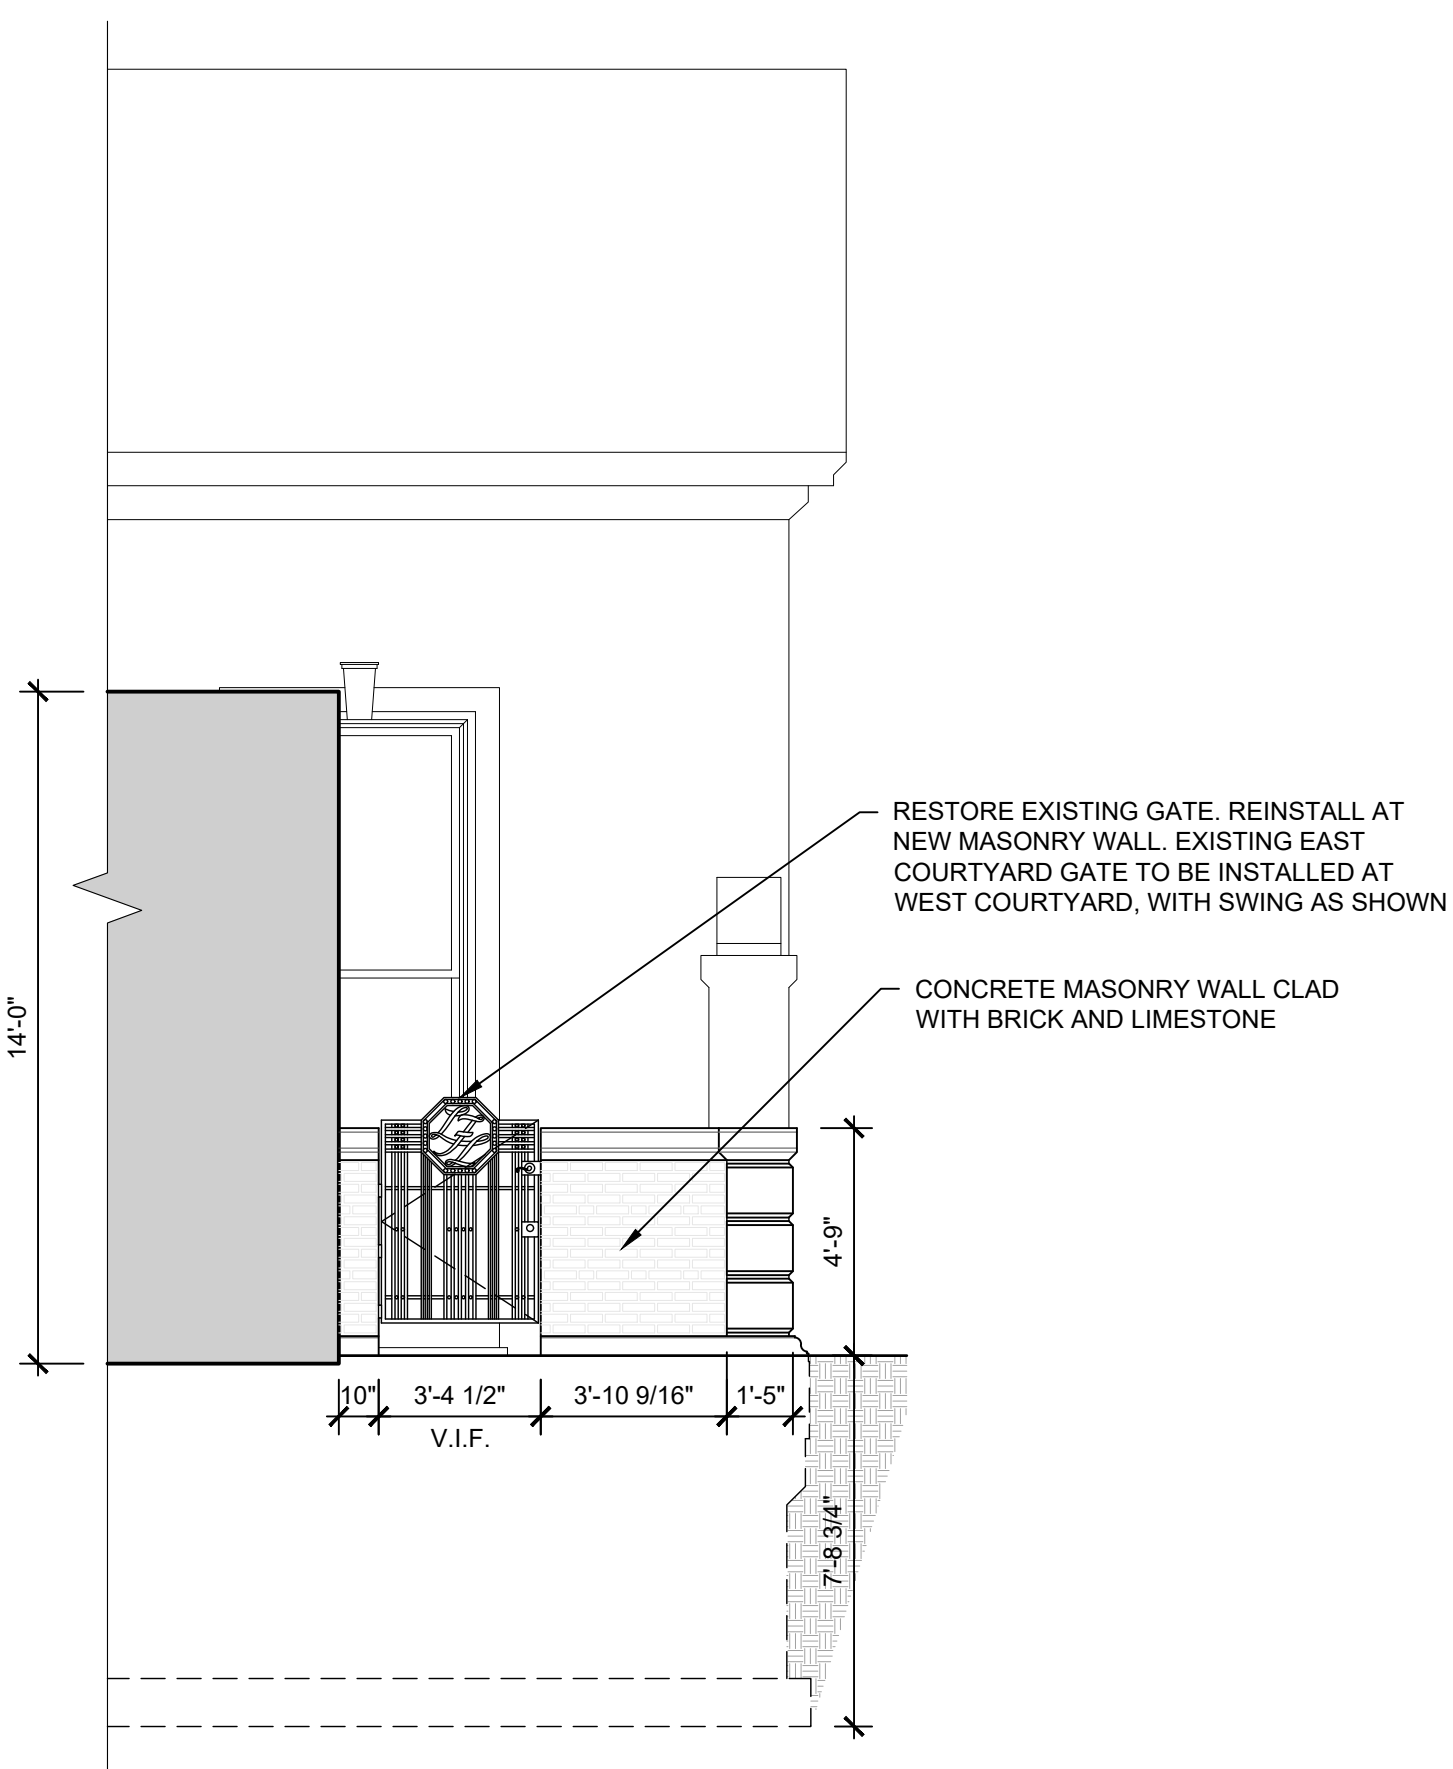 RESTORE EXISTING GATE. REINSTALL AT
NEW MASONRY WALL. EXISTING EAST
COURTYARD GATE TO BE INSTALLED AT
WEST COURTYARD, WITH SWING AS SHOWN
CONCRETE MASONRY WALL CLAD
WITH BRICK AND LIMESTONE
14'-0"
4'-9"
10"
3'-4 1/2"
3'-10 9/16"
1'-5"
V.I.F.
7'-8 3/4"